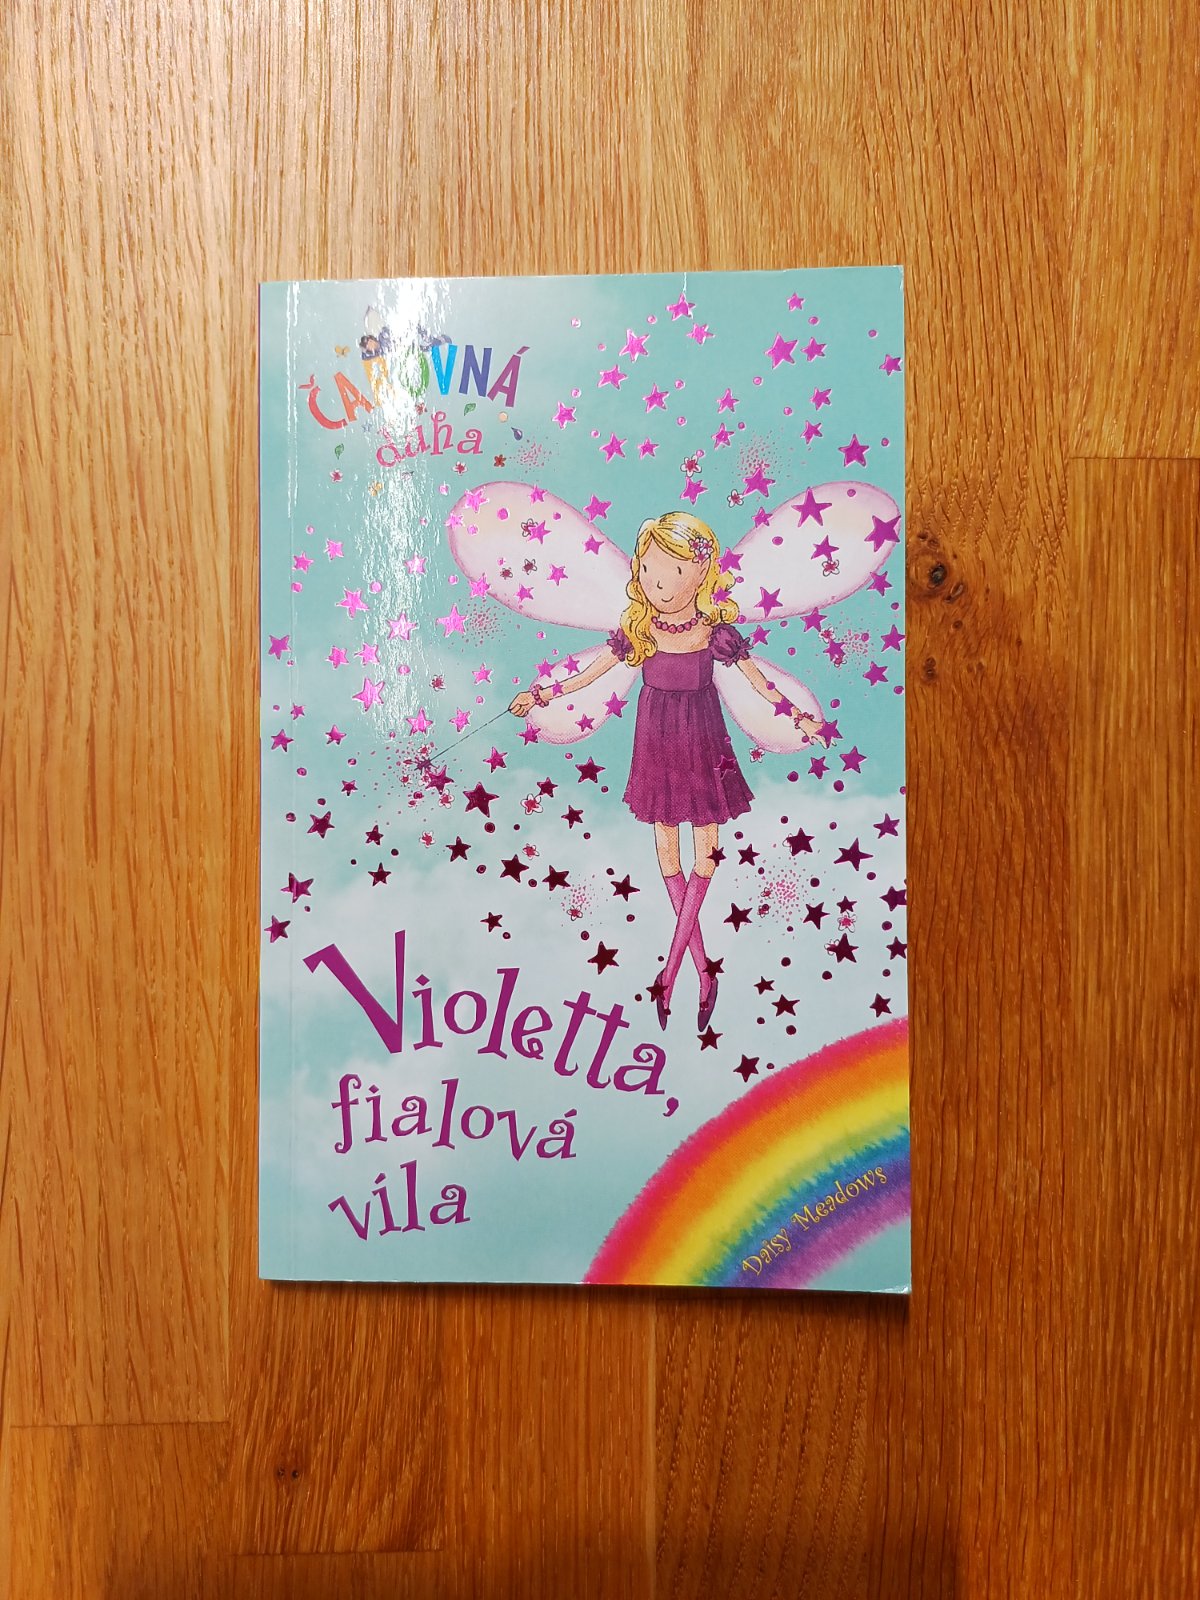 ČAROVNÁ
duha
Violetta,
fialová
víla
Daisy Meadows